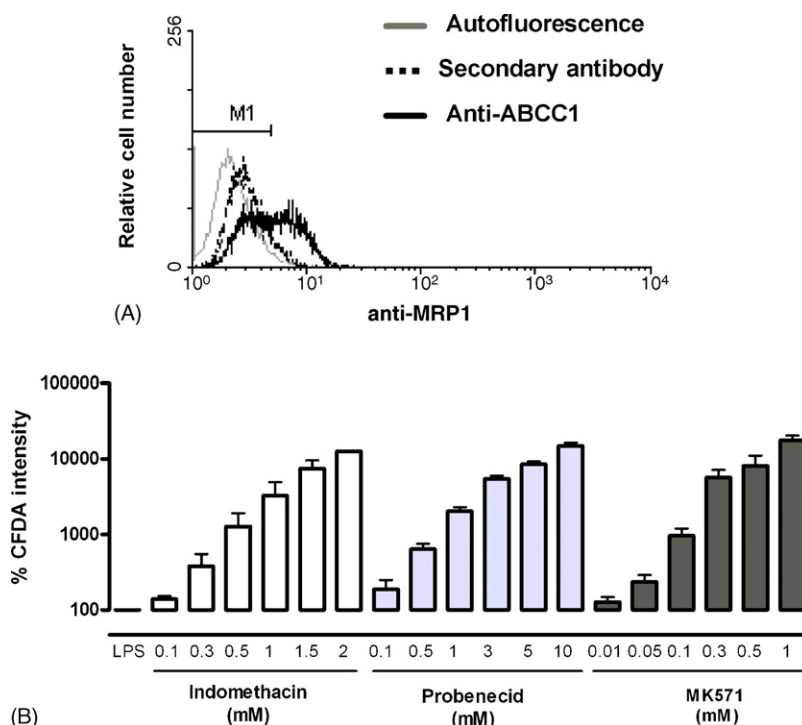 256
Relative cell number
0
M1
Autofluorescence
Secondary antibody
Anti-ABCC1
10⁰ 10¹ 10² 10³ 10⁴
anti-MRP1
(A)
100000
10000
1000
100
% CFDA intensity
LPS 0.1 0.3 0.5 1 1.5 2 0.1 0.5 1 3 5 10 0.01 0.05 0.1 0.3 0.5 1
Indomethacin Probenecid MK571
(mM) (mM) (mM)
(B)